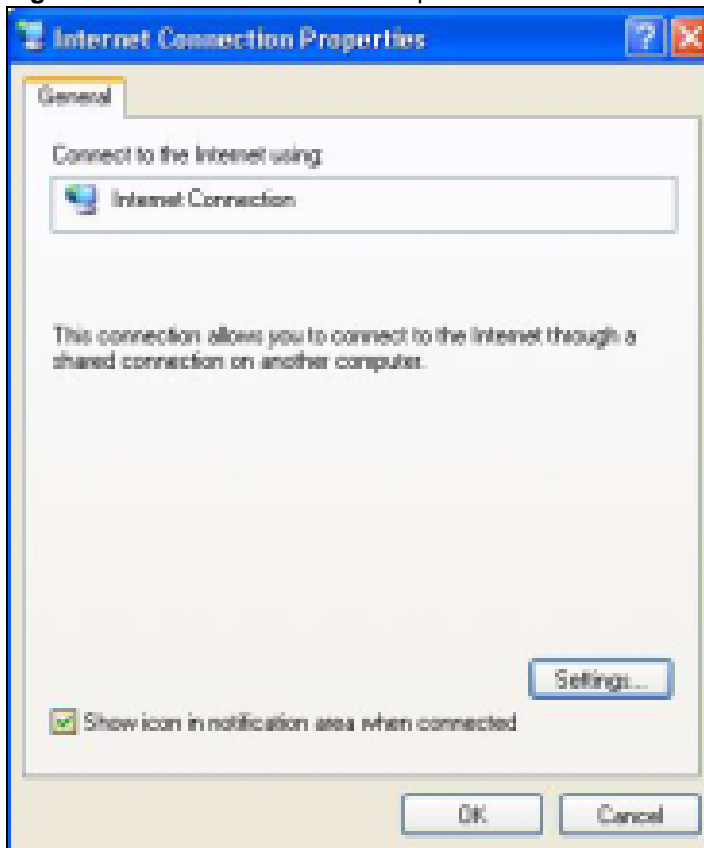 Internet Connection Properties
General
Connect to the Internet using:
Internet Connection
This connection allows you to connect to the Internet through a
shared connection on another computer.
Settings...
Show icon in notification area when connected
OK
Cancel